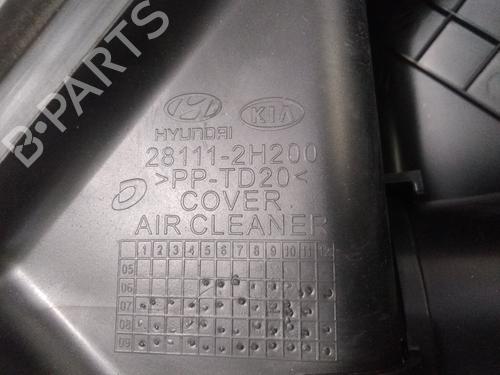 B-PARTS
HYUNDAI KIA
28111-2H200
>PP-TD20<
COVER
AIR CLEANER
1 2 3 4 5 6 7 8 9 10 11 12
05
06
07
08
09